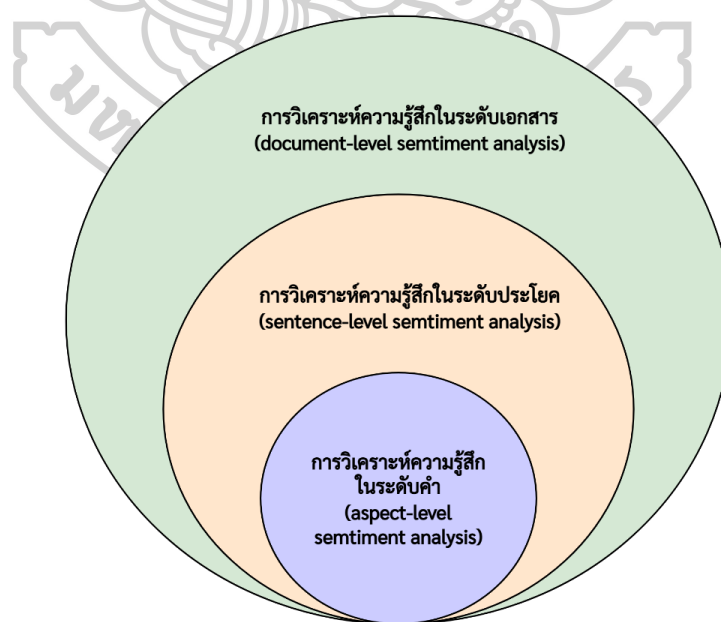 การวิเคราะห์ความรู้สึกในระดับเอกสาร
(document-level semtiment analysis)
การวิเคราะห์ความรู้สึกในระดับประโยค
(sentence-level semtiment analysis)
การวิเคราะห์ความรู้สึก
ในระดับคำ
(aspect-level
semtiment analysis)